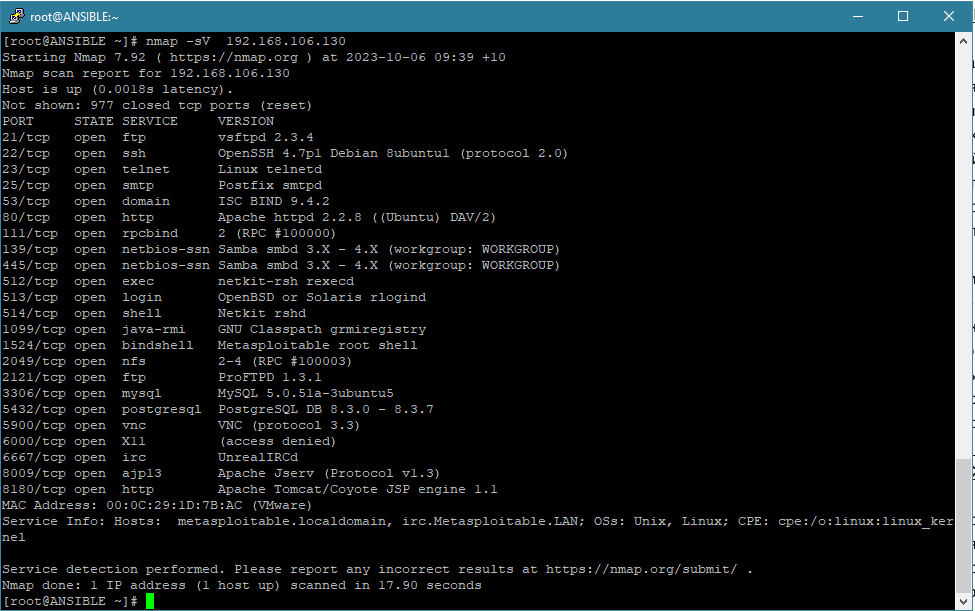 root@ANSIBLE:~
[root@ANSIBLE ~]# nmap -sV  192.168.106.130
Starting Nmap 7.92 ( https://nmap.org ) at 2023-10-06 09:39 +10
Nmap scan report for 192.168.106.130
Host is up (0.0018s latency).
Not shown: 977 closed tcp ports (reset)
PORT     STATE SERVICE     VERSION
21/tcp   open  ftp         vsftpd 2.3.4
22/tcp   open  ssh         OpenSSH 4.7p1 Debian 8ubuntu1 (protocol 2.0)
23/tcp   open  telnet      Linux telnetd
25/tcp   open  smtp        Postfix smtpd
53/tcp   open  domain      ISC BIND 9.4.2
80/tcp   open  http        Apache httpd 2.2.8 ((Ubuntu) DAV/2)
111/tcp  open  rpcbind     2 (RPC #100000)
139/tcp  open  netbios-ssn Samba smbd 3.X - 4.X (workgroup: WORKGROUP)
445/tcp  open  netbios-ssn Samba smbd 3.X - 4.X (workgroup: WORKGROUP)
512/tcp  open  exec        netkit-rsh rexecd
513/tcp  open  login       OpenBSD or Solaris rlogind
514/tcp  open  shell       Netkit rshd
1099/tcp open  java-rmi    GNU Classpath grmiregistry
1524/tcp open  bindshell   Metasploitable root shell
2049/tcp open  nfs         2-4 (RPC #100003)
2121/tcp open  ftp         ProFTPD 1.3.1
3306/tcp open  mysql       MySQL 5.0.51a-3ubuntu5
5432/tcp open  postgresql  PostgreSQL DB 8.3.0 - 8.3.7
5900/tcp open  vnc         VNC (protocol 3.3)
6000/tcp open  X11         (access denied)
6667/tcp open  irc         UnrealIRCd
8009/tcp open  ajp13       Apache Jserv (Protocol v1.3)
8180/tcp open  http        Apache Tomcat/Coyote JSP engine 1.1
MAC Address: 00:0C:29:1D:7B:AC (VMware)
Service Info: Hosts:  metasploitable.localdomain, irc.Metasploitable.LAN; OSs: Unix, Linux; CPE: cpe:/o:linux:linux_ker
nel
Service detection performed. Please report any incorrect results at https://nmap.org/submit/ .
Nmap done: 1 IP address (1 host up) scanned in 17.90 seconds
[root@ANSIBLE ~]#